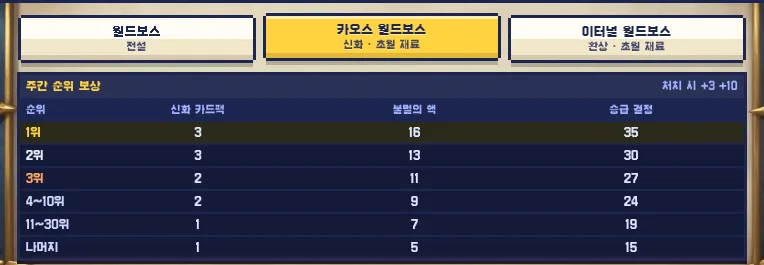 월드보스 카오스 월드보스 이터널 월드보스
전설 신화 · 초월 재료 환상 · 초월 재료
주간 순위 보상 처치 시 +3 +10
순위 신화 카드팩 불멸의 핵 승급 결정
1위 3 16 35
2위 3 13 30
3위 2 11 27
4~10위 2 9 24
11~30위 1 7 19
나머지 1 5 15